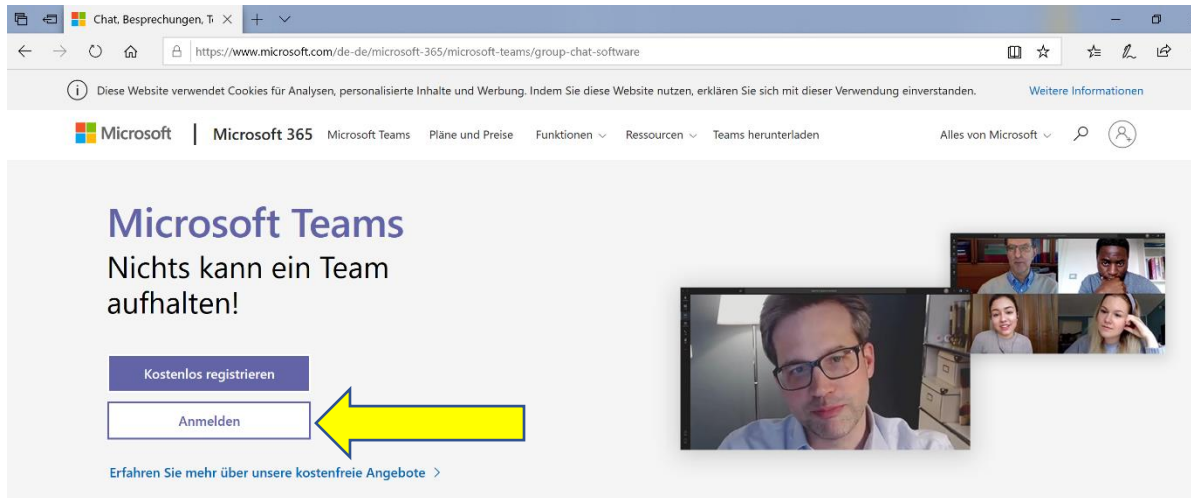 Chat, Besprechungen, T
https://www.microsoft.com/de-de/microsoft-365/microsoft-teams/group-chat-software
Diese Website verwendet Cookies für Analysen, personalisierte Inhalte und Werbung. Indem Sie diese Website nutzen, erklären Sie sich mit dieser Verwendung einverstanden. Weitere Informationen
Microsoft | Microsoft 365 Microsoft Teams Pläne und Preise Funktionen Ressourcen Teams herunterladen Alles von Microsoft
Microsoft Teams
Nichts kann ein Team
aufhalten!
Kostenlos registrieren
Anmelden
Erfahren Sie mehr über unsere kostenfreie Angebote >